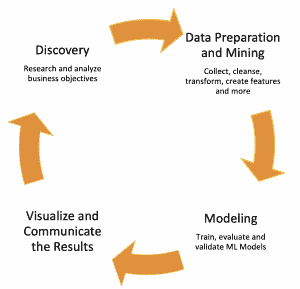 Discovery
Research and analyze
business objectives
Data Preparation
and Mining
Collect, cleanse,
transform, create features
and more
Modeling
Train, evaluate and
validate ML Models
Visualize and
Communicate
the Results